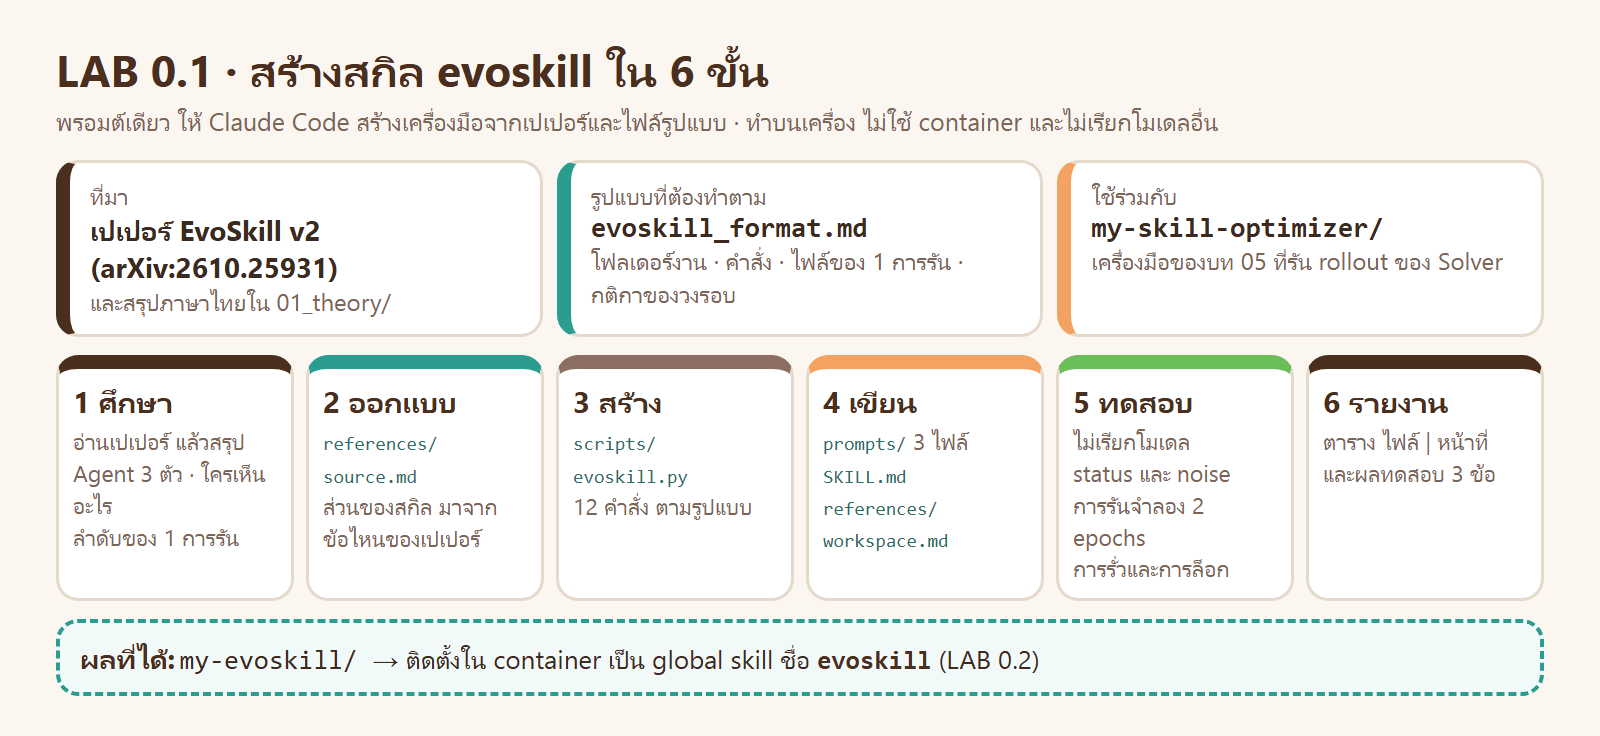 LAB 0.1 · สร้างสกิล evoskill ใน 6 ขั้น
พรอมต์เดียว ให้ Claude Code สร้างเครื่องมือจากเปเปอร์และไฟล์รูปแบบ · ทำบนเครื่อง ไม่ใช้ container และไม่เรียกโมเดลอื่น
ที่มา
เปเปอร์ EvoSkill v2
(arXiv:2610.25931)
และสรุปภาษาไทยใน 01_theory/
รูปแบบที่ต้องทำตาม
evoskill_format.md
โฟลเดอร์งาน · คำสั่ง · ไฟล์ของ 1 การรัน ·
กติกาของวงรอบ
ใช้ร่วมกับ
my-skill-optimizer/
เครื่องมือของบท 05 ที่รัน rollout ของ Solver
1 ศึกษา
อ่านเปเปอร์ แล้วสรุป
Agent 3 ตัว · ใครเห็น
อะไร
ลำดับของ 1 การรัน
2 ออกแบบ
references/
source.md
ส่วนของสกิล มาจาก
ข้อไหนของเปเปอร์
3 สร้าง
scripts/
evoskill.py
12 คำสั่ง ตามรูปแบบ
4 เขียน
prompts/ 3 ไฟล์
SKILL.md
references/
workspace.md
5 ทดสอบ
ไม่เรียกโมเดล
status และ noise
การรันจำลอง 2
epochs
การรั่วและการล็อก
6 รายงาน
ตาราง ไฟล์ | หน้าที่
และผลทดสอบ 3 ข้อ
ผลที่ได้: my-evoskill/ → ติดตั้งใน container เป็น global skill ชื่อ evoskill (LAB 0.2)